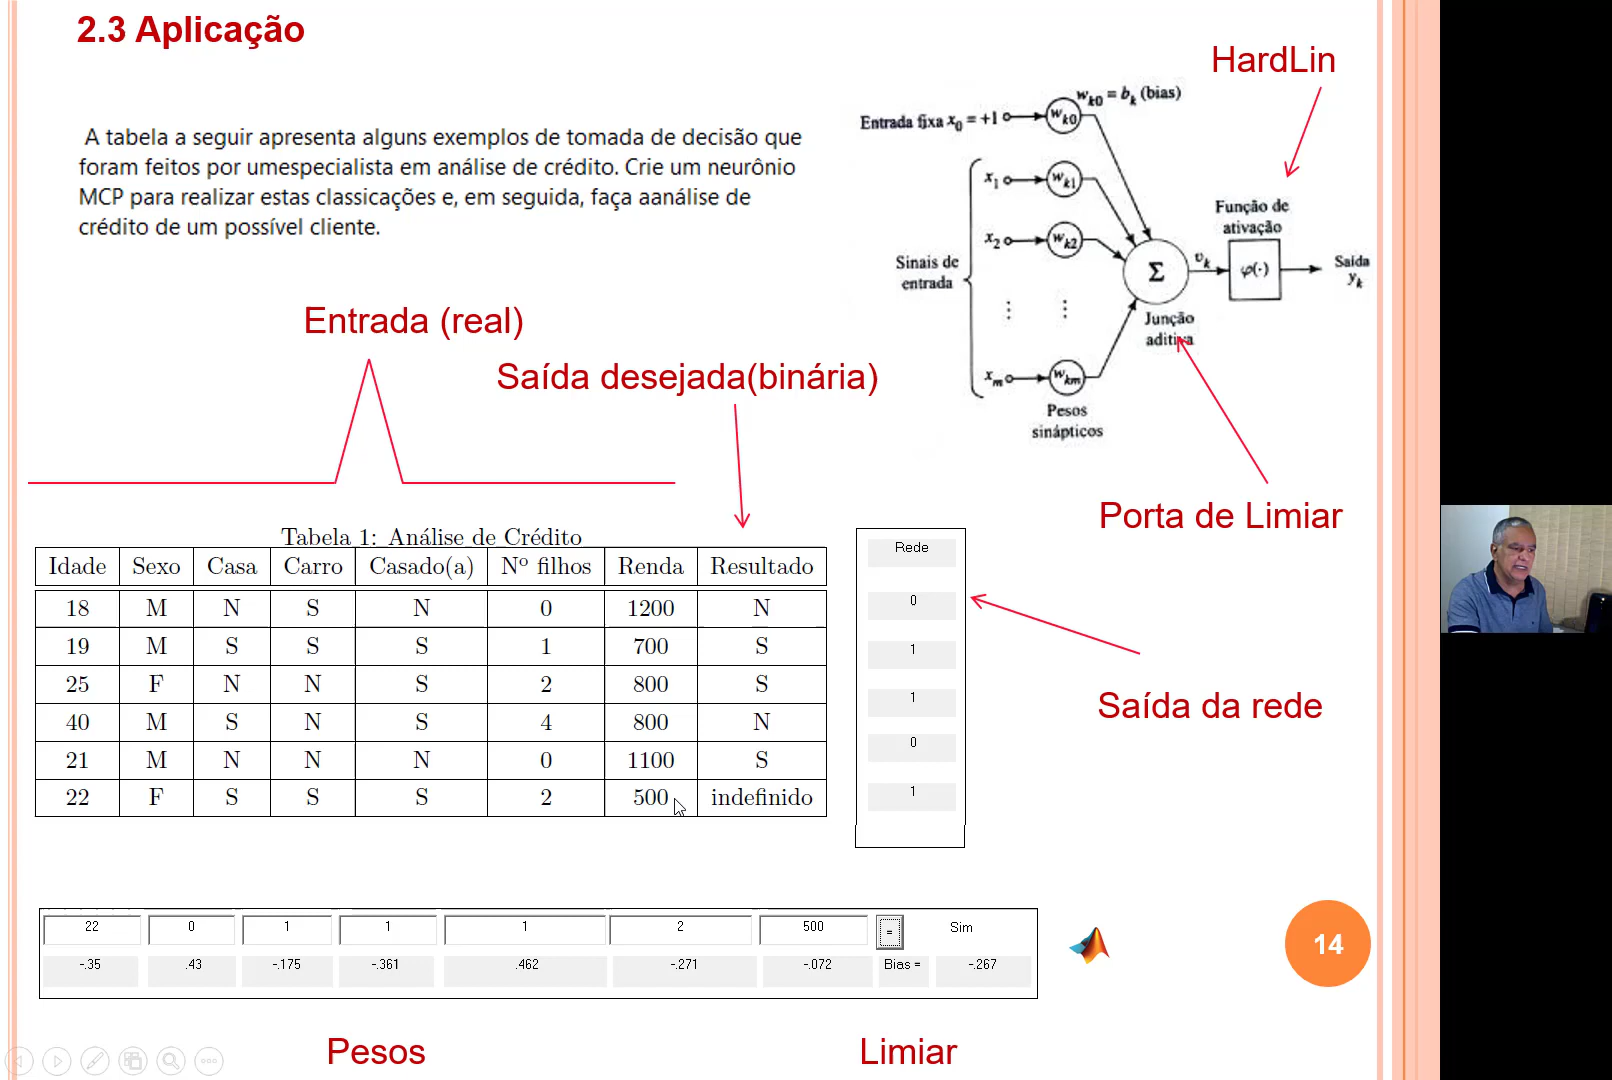 2.3 Aplicação
HardLin
A tabela a seguir apresenta alguns exemplos de tomada de decisão que
foram feitos por umespecialista em análise de crédito. Crie um neurônio
MCP para realizar estas classicações e, em seguida, faça aanálise de
crédito de um possível cliente.
w_k0 = b_k (bias)
Entrada fixa x_0 = +1
w_k0
x_1
w_k1
x_2
w_k2
Sinais de
entrada
⋮ ⋮
x_m
w_km
Pesos
sinápticos
Σ
Junção
aditiva
v_k
Função de
ativação
φ(·)
Saída
y_k
Entrada (real)
Saída desejada(binária)
Porta de Limiar
Tabela 1: Análise de Crédito
Idade Sexo Casa Carro Casado(a) Nº filhos Renda Resultado
18 M N S N 0 1200 N
19 M S S S 1 700 S
25 F N N S 2 800 S
40 M S N S 4 800 N
21 M N N N 0 1100 S
22 F S S S 2 500 indefinido
Rede
0
1
1
0
1
Saída da rede
22 0 1 1 1 2 500 = Sim
-.35 .43 -.175 -.361 .462 -.271 -.072 Bias = -.267
14
Pesos
Limiar